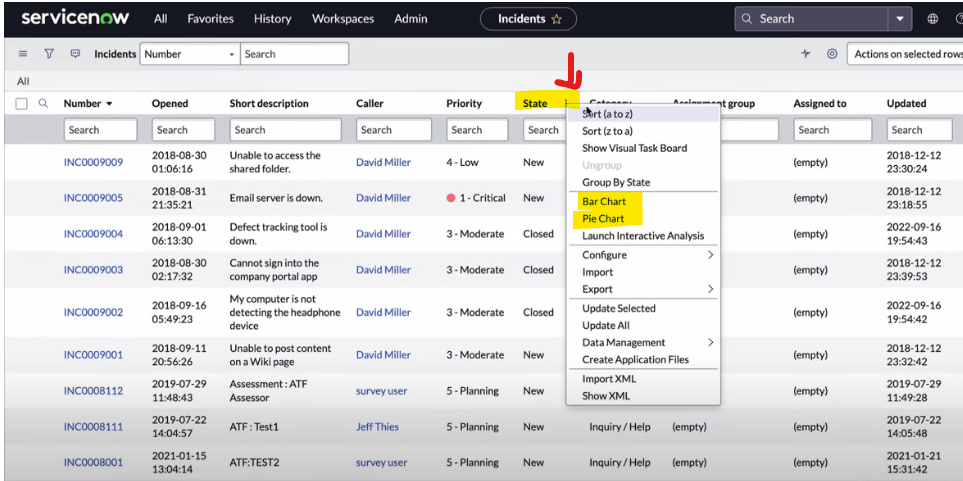 servicenow All Favorites History Workspaces Admin Incidents Search
Incidents Number Search Actions on selected rows
All
Number Opened Short description Caller Priority State Category Assignment group Assigned to Updated
Search Search Search Search Search Search Search Search
INC0009009 2018-08-30 01:06:16 Unable to access the shared folder. David Miller 4 - Low New (empty) 2018-12-12 23:30:24
INC0009005 2018-08-31 21:35:21 Email server is down. David Miller 1 - Critical New (empty) 2018-12-12 23:18:55
INC0009004 2018-09-01 06:13:30 Defect tracking tool is down. David Miller 3 - Moderate Closed (empty) 2022-09-16 19:54:43
INC0009003 2018-08-30 02:17:32 Cannot sign into the company portal app David Miller 3 - Moderate Closed (empty) 2018-12-12 23:39:53
INC0009002 2018-09-16 05:49:23 My computer is not detecting the headphone device David Miller 3 - Moderate Closed (empty) 2022-09-16 19:54:42
INC0009001 2018-09-11 20:56:26 Unable to post content on a Wiki page David Miller 3 - Moderate New (empty) 2018-12-12 23:32:42
INC0008112 2019-07-29 11:48:43 Assessment : ATF Assessor survey user 5 - Planning New (empty) 2019-07-29 11:49:28
INC0008111 2019-07-22 14:04:57 ATF : Test1 Jeff Thies 5 - Planning New Inquiry / Help (empty) (empty) 2019-07-22 14:05:48
INC0008001 2021-01-15 13:04:14 ATF:TEST2 survey user 5 - Planning New Inquiry / Help (empty) (empty) 2021-01-21 15:31:42
Sort (a to z)
Sort (z to a)
Show Visual Task Board
Ungroup
Group By State
Bar Chart
Pie Chart
Launch Interactive Analysis
Configure
Import
Export
Update Selected
Update All
Data Management
Create Application Files
Import XML
Show XML